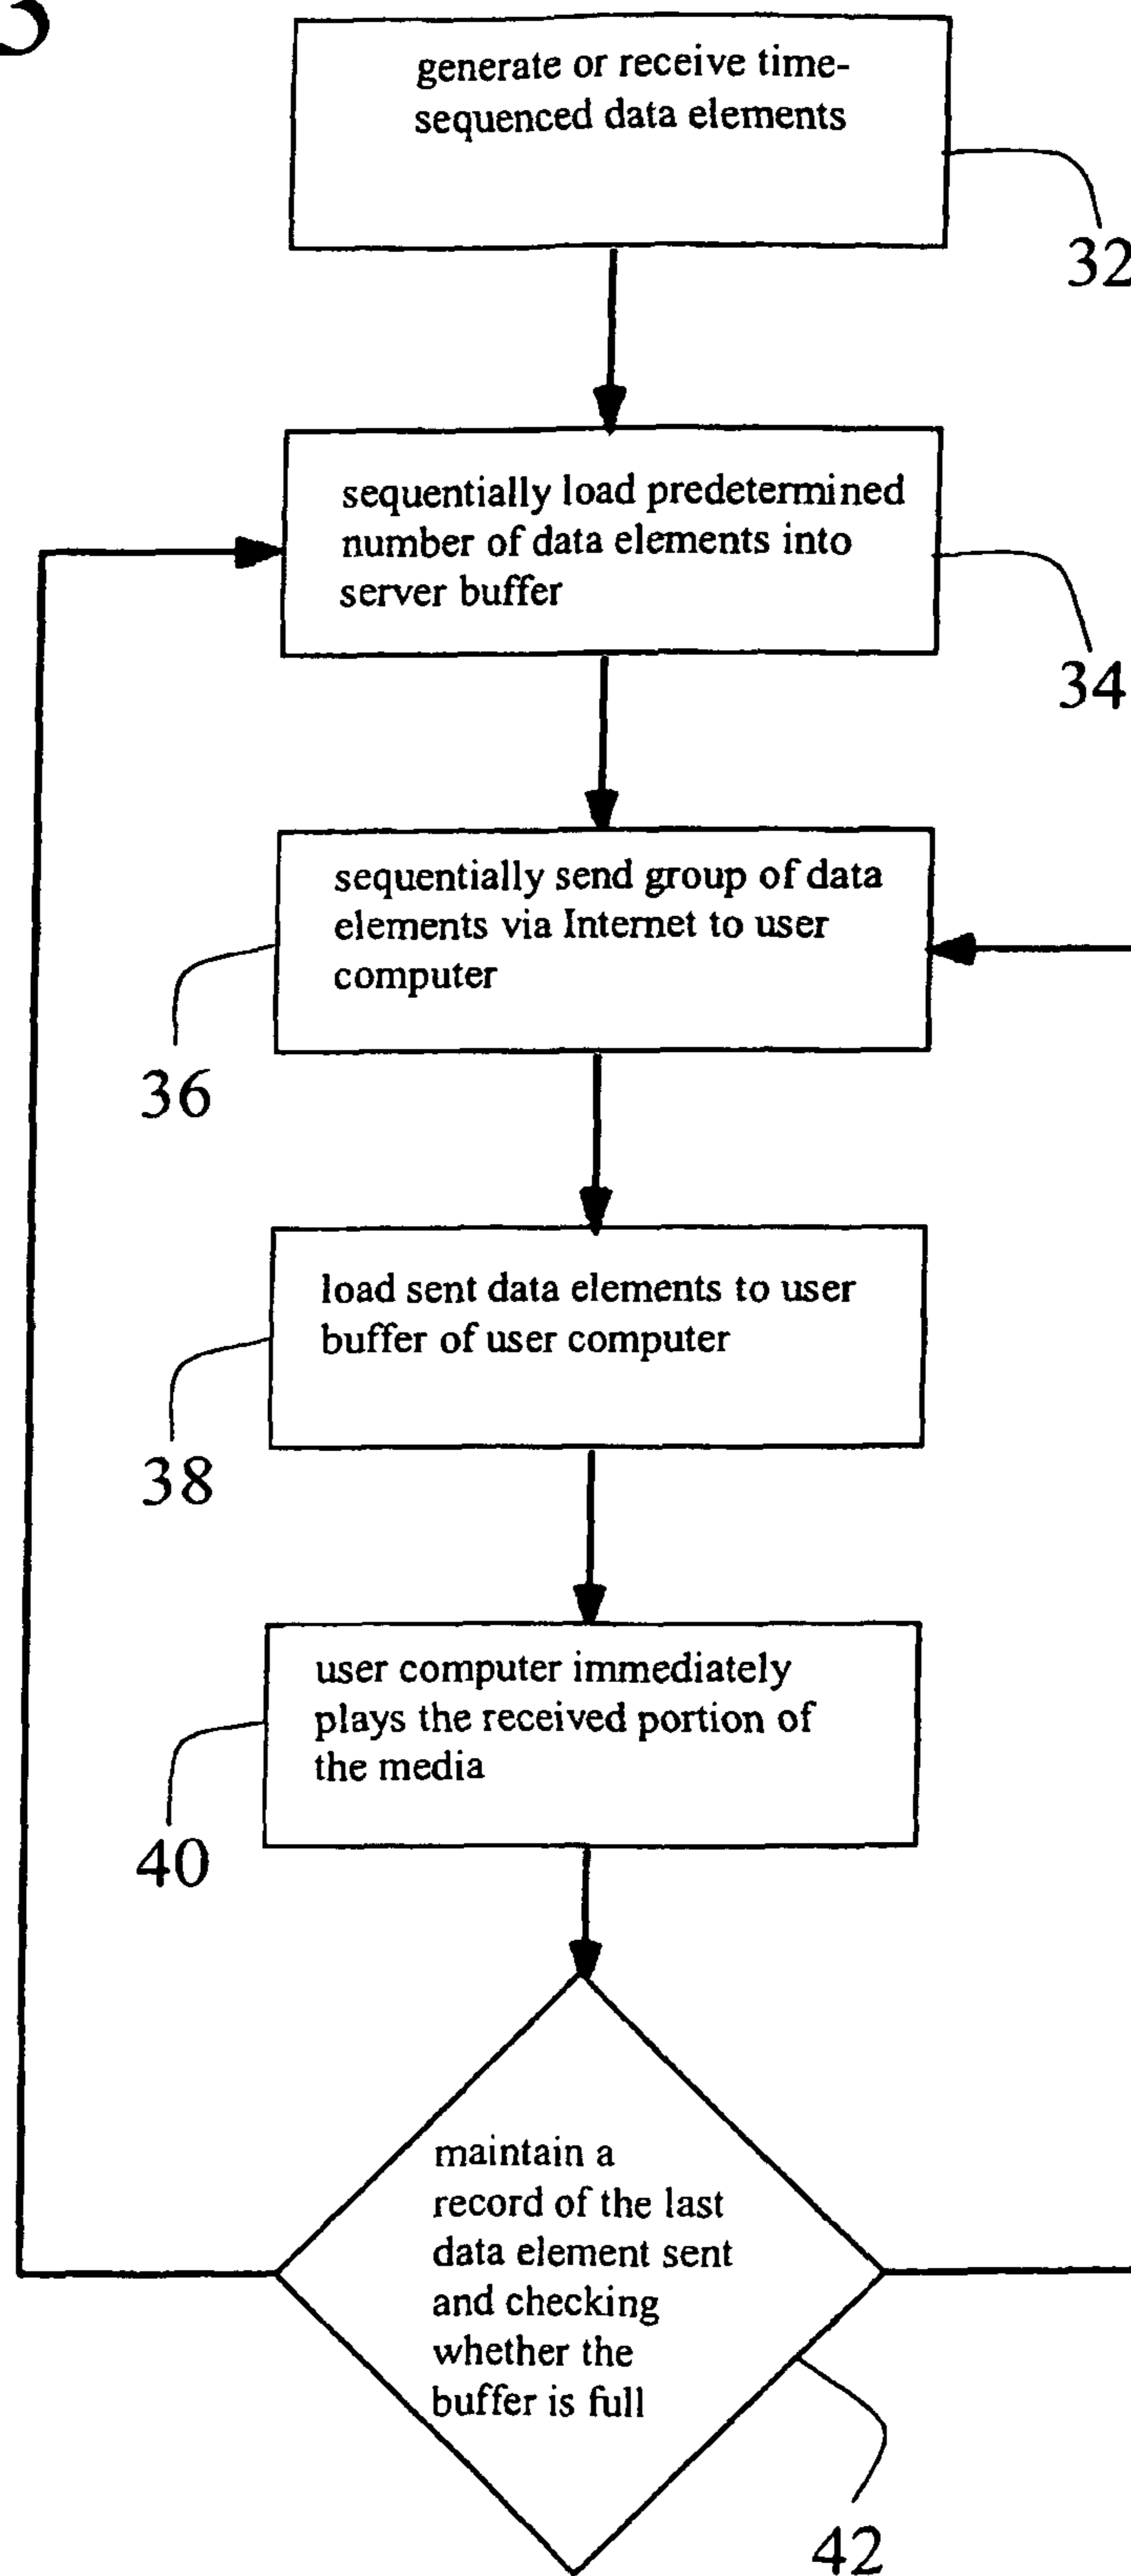 3
generate or receive time-
sequenced data elements
32
sequentially load predetermined
number of data elements into
server buffer
34
sequentially send group of data
elements via Internet to user
computer
36
load sent data elements to user
buffer of user computer
38
user computer immediately
plays the received portion of
the media
40
maintain a
record of the last
data element sent
and checking
whether the
buffer is full
42